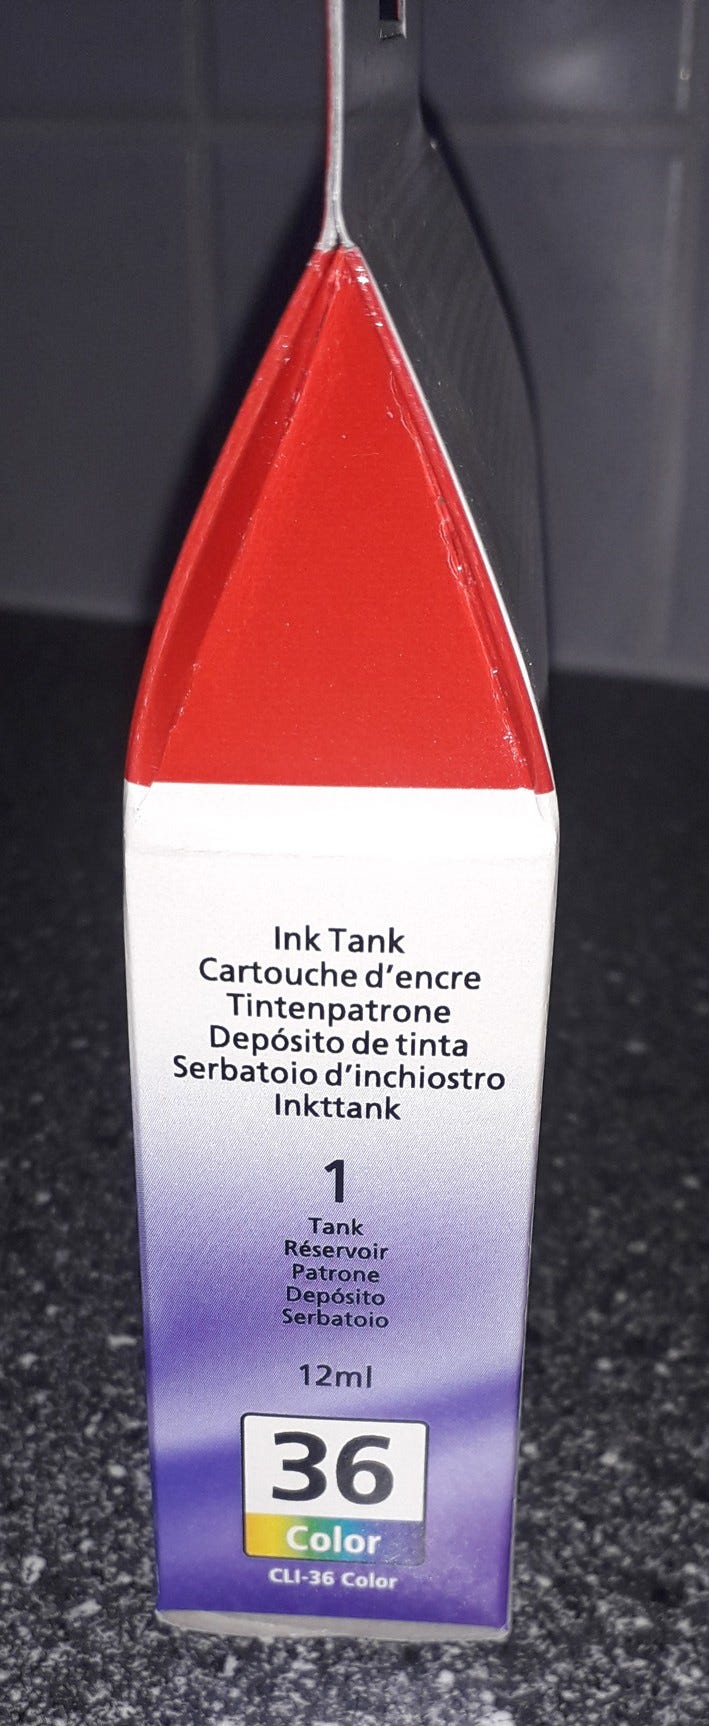 Ink Tank
Cartouche d'encre
Tintenpatrone
Depósito de tinta
Serbatoio d'inchiostro
Inkttank
1
Tank
Réservoir
Patrone
Depósito
Serbatoio
12ml
36
Color
CLI-36 Color